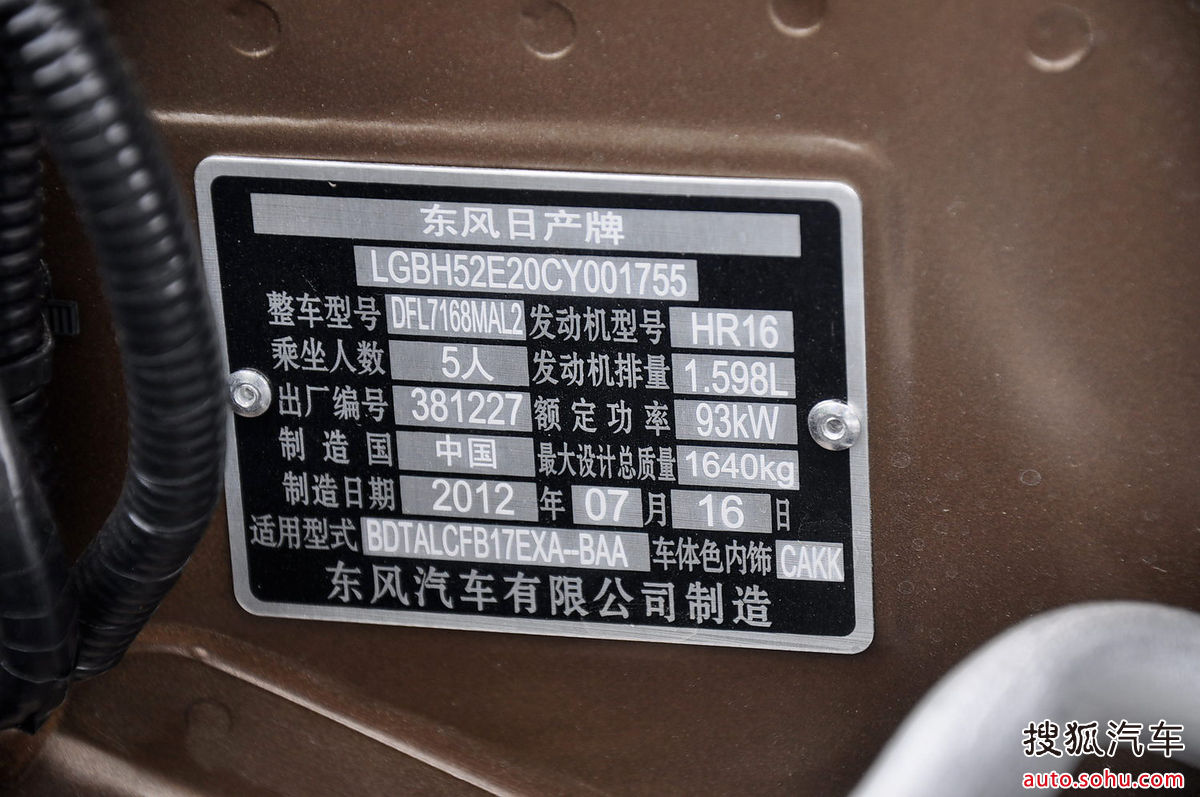 东风日产牌
LGBH52E20CY001755
整车型号 DFL7168MAL2 发动机型号 HR16
乘坐人数 5人 发动机排量 1.598L
出厂编号 381227 额定功率 93kW
制造国 中国 最大设计总质量 1640kg
制造日期 2012 年 07 月 16 日
适用型式 BDTALCFB17EXA--BAA 车体色内饰 CAKK
东风汽车有限公司制造
搜狐汽车
auto.sohu.com